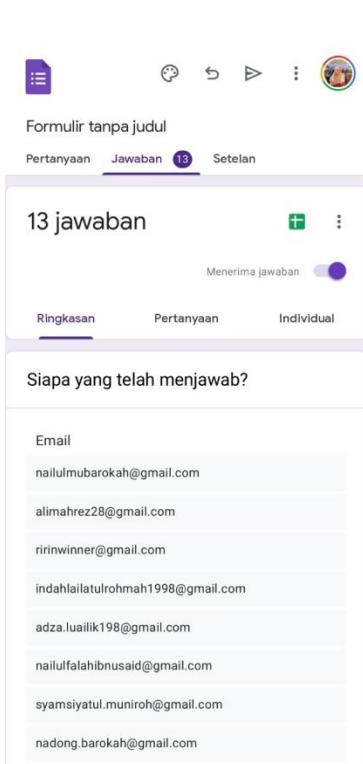 Formulir tanpa judul
Pertanyaan Jawaban 13 Setelan
13 jawaban
Menerima jawaban
Ringkasan Pertanyaan Individual
Siapa yang telah menjawab?
Email
nailulmubarokah@gmail.com
alimahrez28@gmail.com
ririnwinner@gmail.com
indahlailatulrohmah1998@gmail.com
adza.luailik198@gmail.com
nailulfalahibnusaid@gmail.com
syamsiyatul.muniroh@gmail.com
nadong.barokah@gmail.com